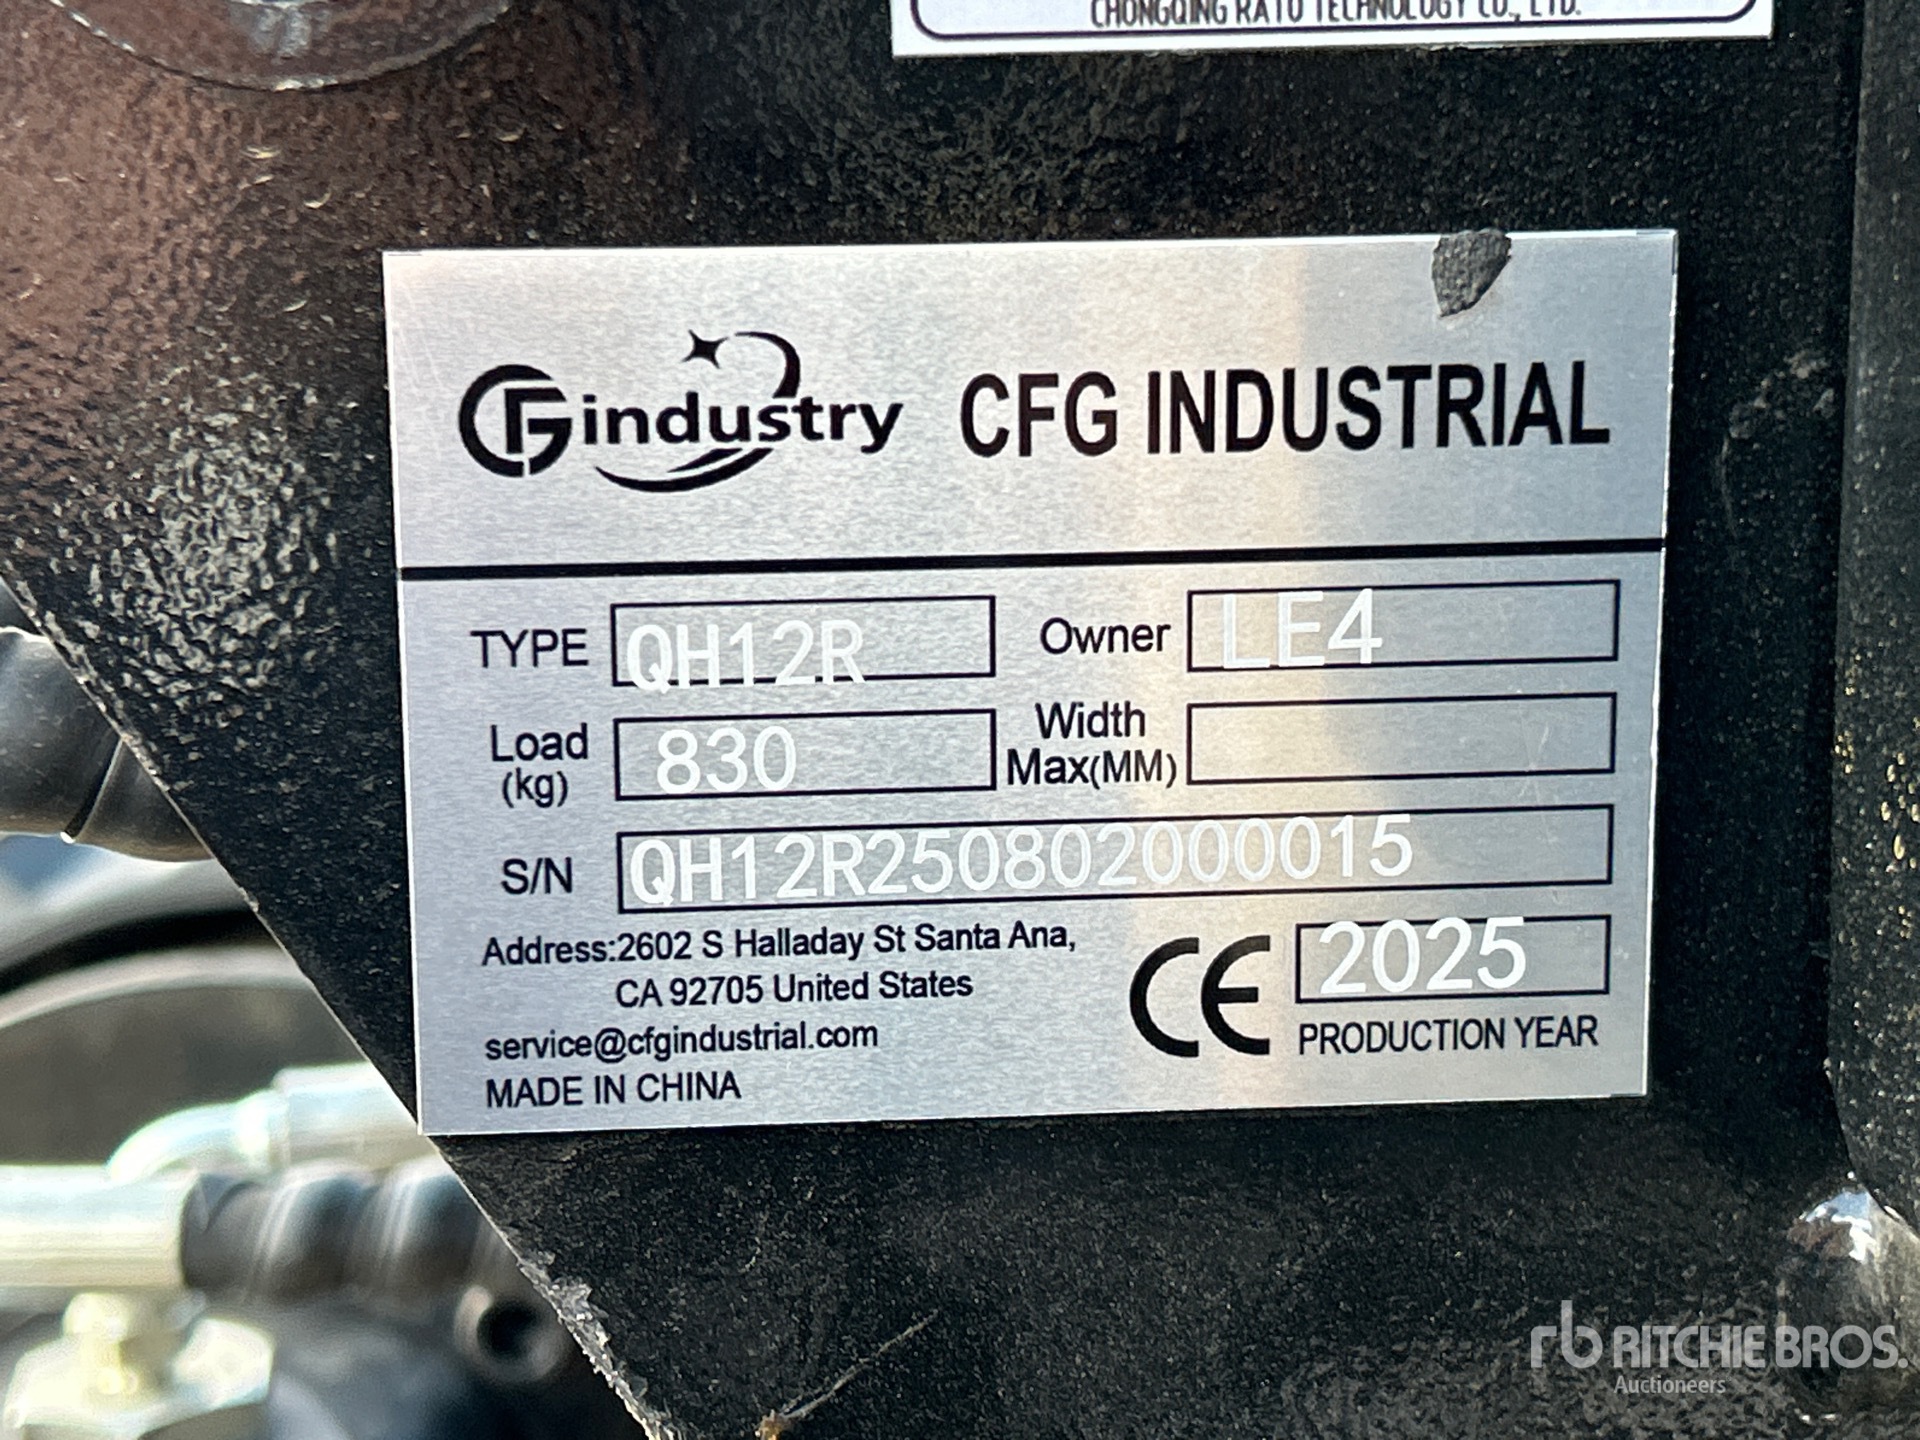 CHONGQING RATO TECHNOLOGY CO., LTD.
CFGindustry CFG INDUSTRIAL
TYPE QH12R Owner LE4
Load (kg) 830 Width Max(MM)
S/N QH12R250802000015
Address:2602 S Halladay St Santa Ana,
CA 92705 United States
CE 2025
service@cfgindustrial.com
PRODUCTION YEAR
MADE IN CHINA
rb RITCHIE BROS.
Auctioneers